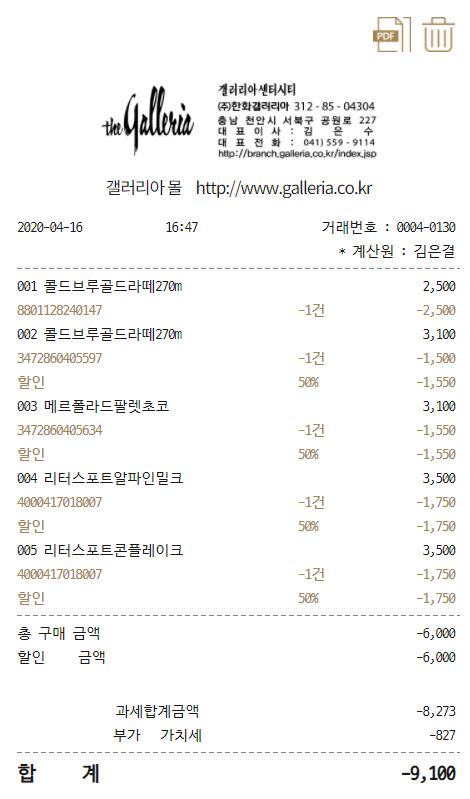 PDF
the Galleria
갤러리아센터시티
(주)한화갤러리아 312 - 85 - 04304
충남 천안시 서북구 공원로 227
대 표 이 사 : 김 은 수
대 표 전 화 : 041) 559 - 9114
http://branch.galleria.co.kr/index.jsp
갤러리아 몰 http://www.galleria.co.kr
2020-04-16 16:47 거래번호 : 0004-0130
* 계산원 : 김은결
001 콜드브루골드라떼270m 2,500
8801128240147 -1건 -2,500
002 콜드브루골드라떼270m 3,100
3472860405597 -1건 -1,500
할인 50% -1,550
003 메르폴라드팔렛초코 3,100
3472860405634 -1건 -1,550
할인 50% -1,550
004 리터스포트알파인밀크 3,500
4000417018007 -1건 -1,750
할인 50% -1,750
005 리터스포트콘플레이크 3,500
4000417018007 -1건 -1,750
할인 50% -1,750
총 구매 금액 -6,000
할인 금액 -6,000
과세합계금액 -8,273
부가 가치세 -827
합 계 -9,100